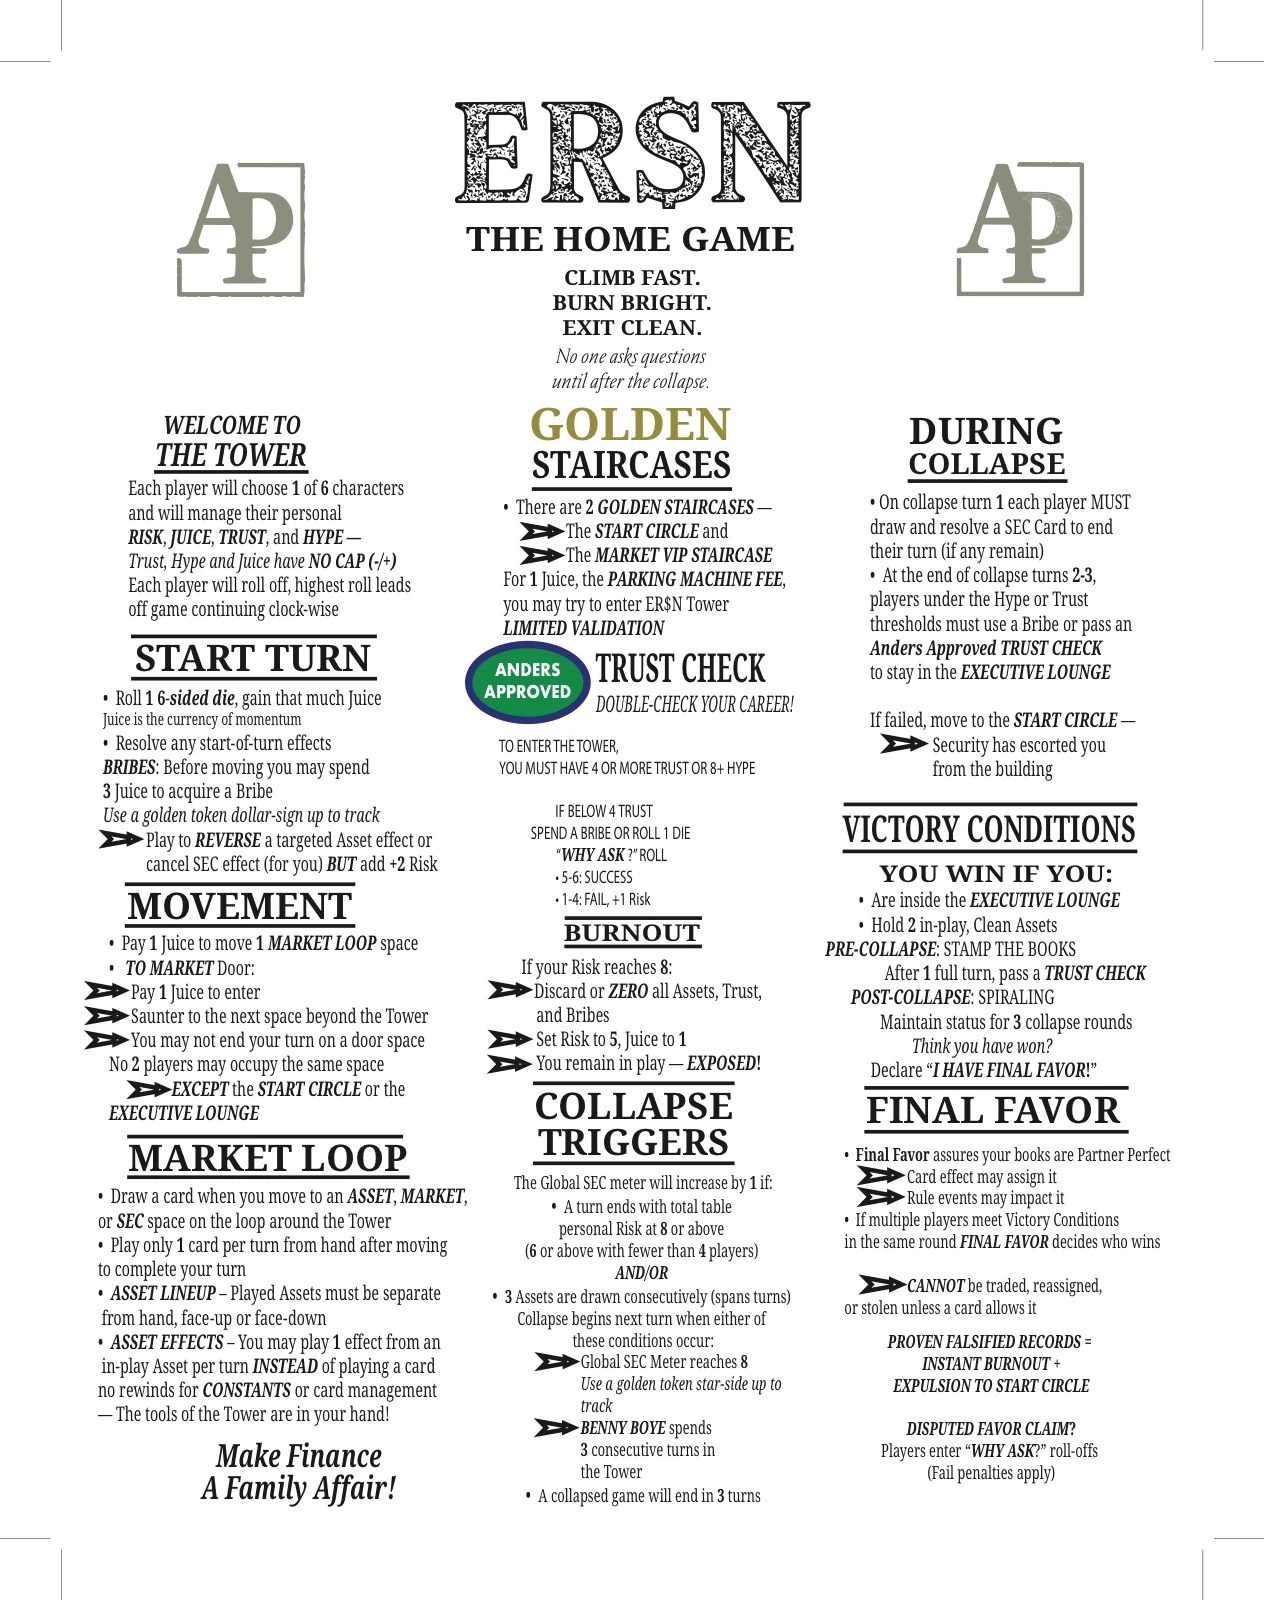 ER$N
THE HOME GAME
CLIMB FAST.
BURN BRIGHT.
EXIT CLEAN.
No one asks questions
until after the collapse.
AP
AP
WELCOME TO
THE TOWER
Each player will choose 1 of 6 characters
and will manage their personal
RISK, JUICE, TRUST, and HYPE —
Trust, Hype and Juice have NO CAP (-/+)
Each player will roll off, highest roll leads
off game continuing clock-wise
START TURN
• Roll 1 6-sided die, gain that much Juice
Juice is the currency of momentum
• Resolve any start-of-turn effects
BRIBES: Before moving you may spend
3 Juice to acquire a Bribe
Use a golden token dollar-sign up to track
Play to REVERSE a targeted Asset effect or
cancel SEC effect (for you) BUT add +2 Risk
MOVEMENT
• Pay 1 Juice to move 1 MARKET LOOP space
• TO MARKET Door:
Pay 1 Juice to enter
Saunter to the next space beyond the Tower
You may not end your turn on a door space
No 2 players may occupy the same space
EXCEPT the START CIRCLE or the
EXECUTIVE LOUNGE
MARKET LOOP
• Draw a card when you move to an ASSET, MARKET,
or SEC space on the loop around the Tower
• Play only 1 card per turn from hand after moving
to complete your turn
• ASSET LINEUP – Played Assets must be separate
from hand, face-up or face-down
• ASSET EFFECTS – You may play 1 effect from an
in-play Asset per turn INSTEAD of playing a card
no rewinds for CONSTANTS or card management
— The tools of the Tower are in your hand!
Make Finance
A Family Affair!
GOLDEN
STAIRCASES
• There are 2 GOLDEN STAIRCASES —
The START CIRCLE and
The MARKET VIP STAIRCASE
For 1 Juice, the PARKING MACHINE FEE,
you may try to enter ER$N Tower
LIMITED VALIDATION
ANDERS
APPROVED
TRUST CHECK
DOUBLE-CHECK YOUR CAREER!
TO ENTER THE TOWER,
YOU MUST HAVE 4 OR MORE TRUST OR 8+ HYPE
IF BELOW 4 TRUST
SPEND A BRIBE OR ROLL 1 DIE
“WHY ASK ?” ROLL
• 5-6: SUCCESS
• 1-4: FAIL, +1 Risk
BURNOUT
If your Risk reaches 8:
Discard or ZERO all Assets, Trust,
and Bribes
Set Risk to 5, Juice to 1
You remain in play — EXPOSED!
COLLAPSE
TRIGGERS
The Global SEC meter will increase by 1 if:
• A turn ends with total table
personal Risk at 8 or above
(6 or above with fewer than 4 players)
AND/OR
• 3 Assets are drawn consecutively (spans turns)
Collapse begins next turn when either of
these conditions occur:
Global SEC Meter reaches 8
Use a golden token star-side up to
track
BENNY BOYE spends
3 consecutive turns in
the Tower
• A collapsed game will end in 3 turns
DURING
COLLAPSE
• On collapse turn 1 each player MUST
draw and resolve a SEC Card to end
their turn (if any remain)
• At the end of collapse turns 2-3,
players under the Hype or Trust
thresholds must use a Bribe or pass an
Anders Approved TRUST CHECK
to stay in the EXECUTIVE LOUNGE
If failed, move to the START CIRCLE —
Security has escorted you
from the building
VICTORY CONDITIONS
YOU WIN IF YOU:
• Are inside the EXECUTIVE LOUNGE
• Hold 2 in-play, Clean Assets
PRE-COLLAPSE: STAMP THE BOOKS
After 1 full turn, pass a TRUST CHECK
POST-COLLAPSE: SPIRALING
Maintain status for 3 collapse rounds
Think you have won?
Declare “I HAVE FINAL FAVOR!”
FINAL FAVOR
• Final Favor assures your books are Partner Perfect
Card effect may assign it
Rule events may impact it
• If multiple players meet Victory Conditions
in the same round FINAL FAVOR decides who wins
CANNOT be traded, reassigned,
or stolen unless a card allows it
PROVEN FALSIFIED RECORDS =
INSTANT BURNOUT +
EXPULSION TO START CIRCLE
DISPUTED FAVOR CLAIM?
Players enter “WHY ASK?” roll-offs
(Fail penalties apply)